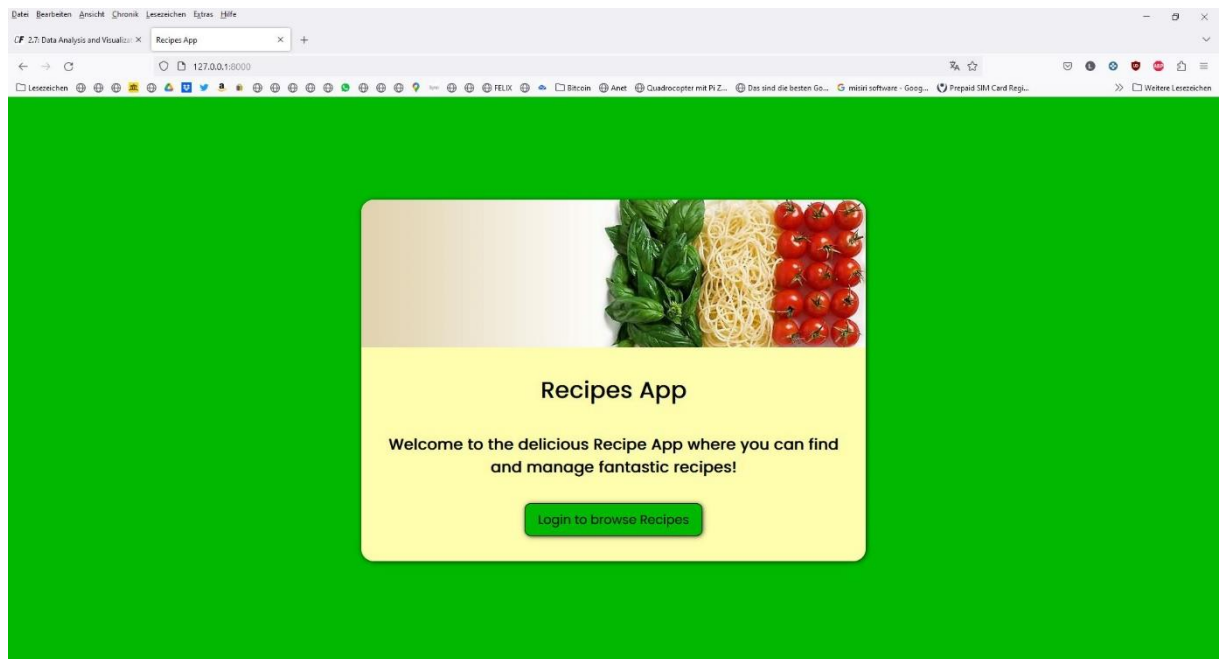 Datei Bearbeiten Ansicht Chronik Lesezeichen Extras Hilfe
CF 2.7: Data Analysis and Visualiza
Recipes App
127.0.0.1:8000
Lesezeichen
FELIX
Bitcoin
Anet
Quadrocopter mit Pi Z...
Das sind die besten Go...
misiri software - Goog...
Prepaid SIM Card Regi...
Weitere Lesezeichen
Recipes App
Welcome to the delicious Recipe App where you can find
and manage fantastic recipes!
Login to browse Recipes